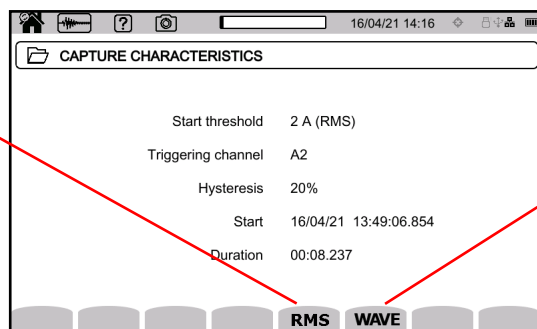 ? 16/04/21 14:16
CAPTURE CHARACTERISTICS
Start threshold 2 A (RMS)
Triggering channel A2
Hysteresis 20%
Start 16/04/21 13:49:06.854
Duration 00:08.237
RMS WAVE